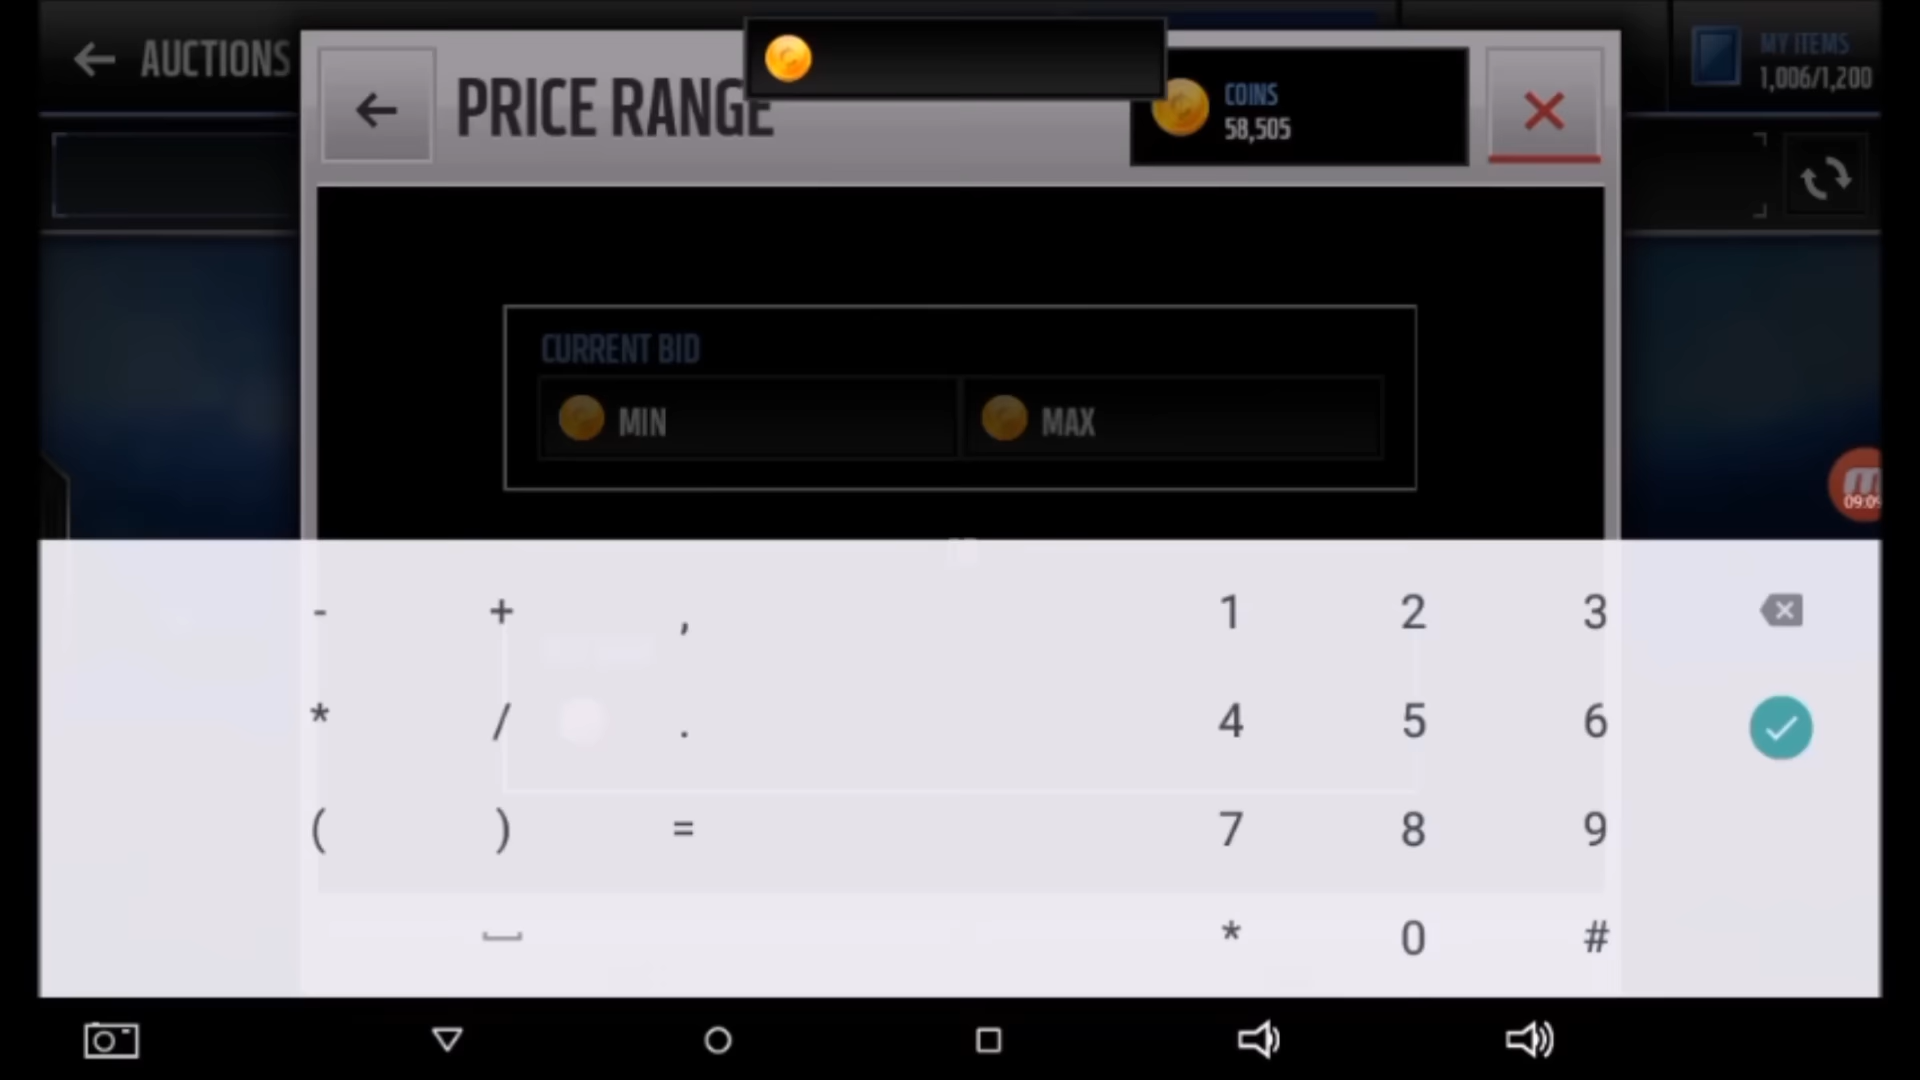 AUCTIONS
PRICE RANGE
COINS
58,505
MY ITEMS
1,006/1,200
CURRENT BID
MIN
MAX
- + , 1 2 3
* / . 4 5 6
( ) = 7 8 9
* 0 #